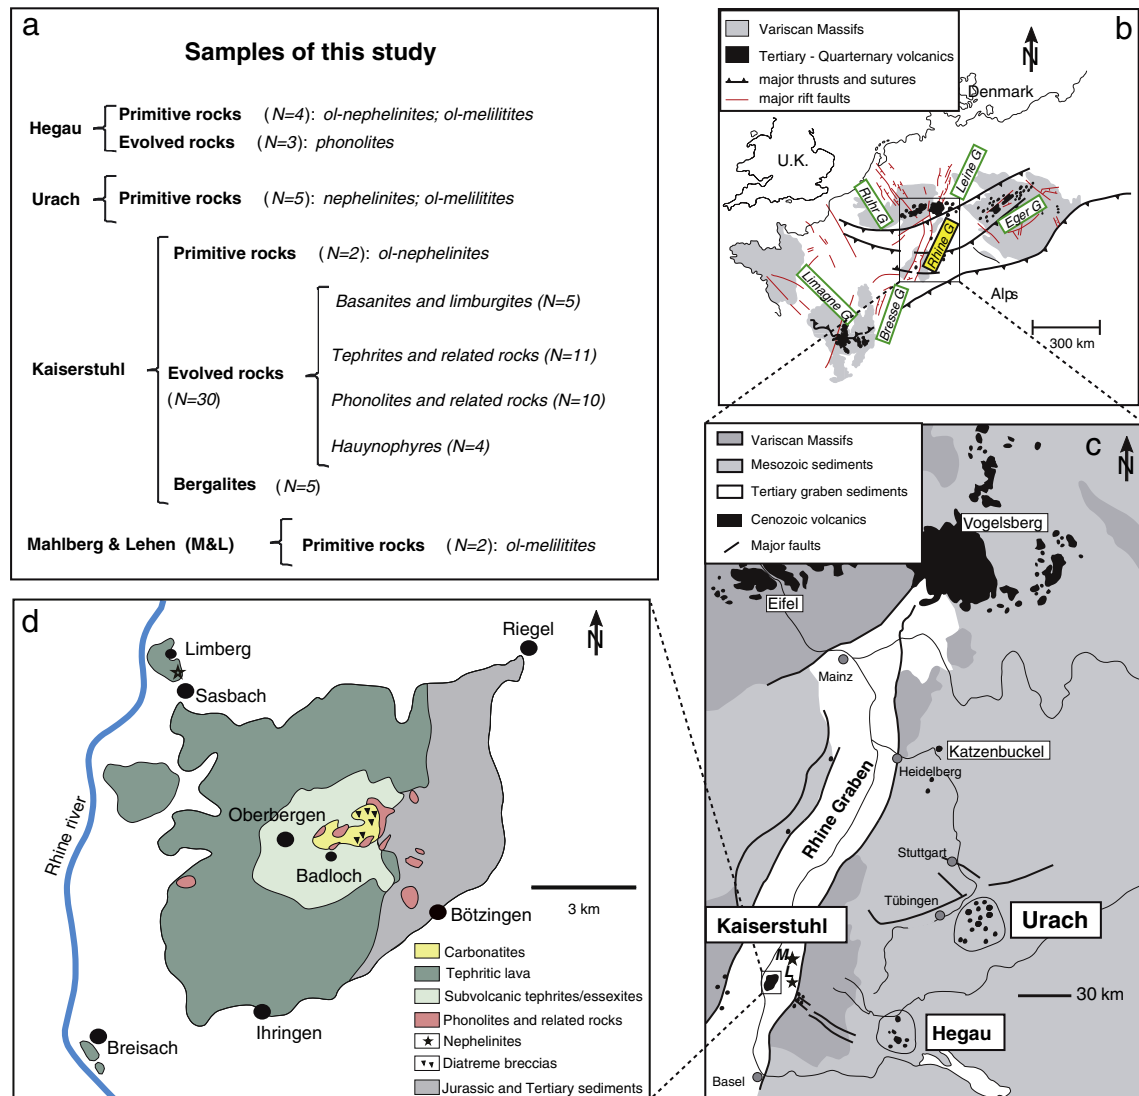 a
Samples of this study
Hegau
Primitive rocks (N=4): ol-nephelinites; ol-melilitites
Evolved rocks (N=3): phonolites
Urach
Primitive rocks (N=5): nephelinites; ol-melilitites
Kaiserstuhl
Primitive rocks (N=2): ol-nephelinites
Evolved rocks
(N=30)
Basanites and limburgites (N=5)
Tephrites and related rocks (N=11)
Phonolites and related rocks (N=10)
Hauynophyres (N=4)
Bergalites (N=5)
Mahlberg & Lehen (M&L)
Primitive rocks (N=2): ol-melilitites
b
Variscan Massifs
Tertiary - Quaternary volcanics
major thrusts and sutures
major rift faults
N
Denmark
U.K.
Ruhr G
Leine G
Eger G
Rhine G
Limagne G
Bresse G
Alps
300 km
c
Variscan Massifs
Mesozoic sediments
Tertiary graben sediments
Cenozoic volcanics
Major faults
N
Vogelsberg
Eifel
Mainz
Katzenbuckel
Heidelberg
Rhine Graben
Stuttgart
Tübingen
Urach
Kaiserstuhl
M
L
30 km
Hegau
Basel
d
N
Riegel
Limberg
Sasbach
Rhine river
Oberbergen
Badloch
3 km
Bötzingen
Ihringen
Breisach
Carbonatites
Tephritic lava
Subvolcanic tephrites/essexites
Phonolites and related rocks
Nephelinites
Diatreme breccias
Jurassic and Tertiary sediments